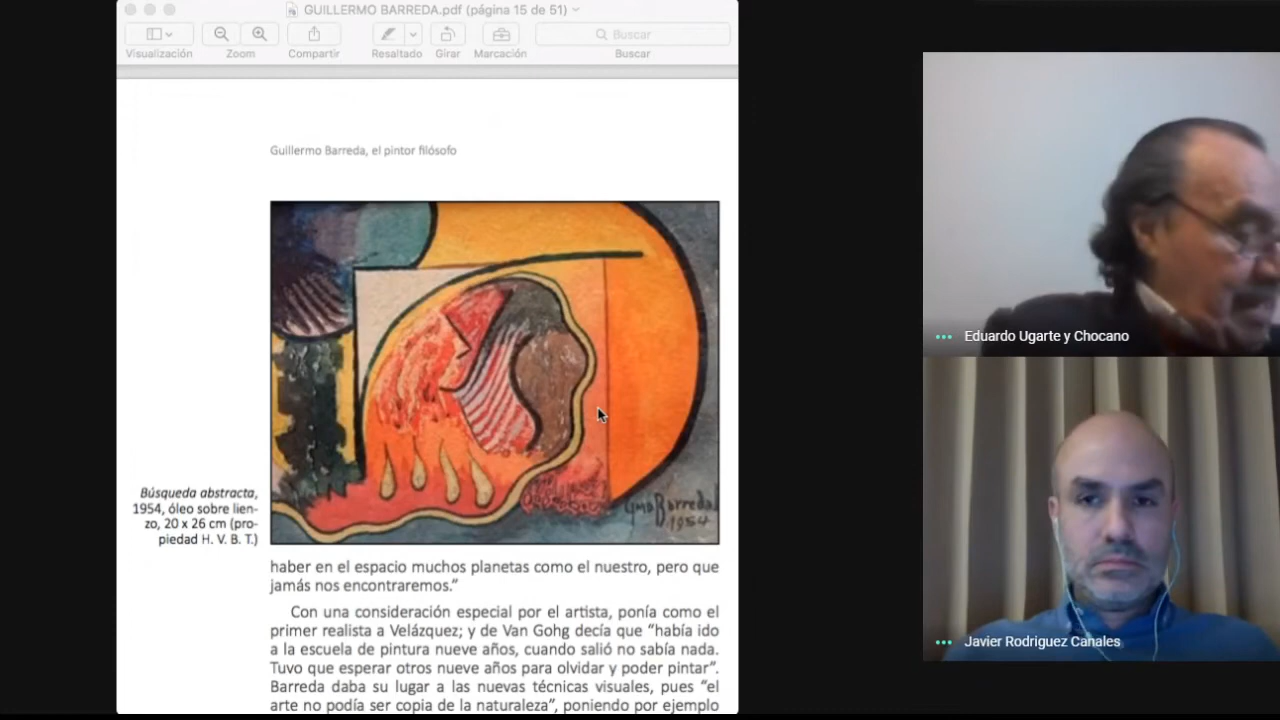 GUILLERMO BARREDA.pdf (página 15 de 51)
Buscar
Visualización
Zoom
Compartir
Resaltado
Girar
Marcación
Buscar
Guillermo Barreda, el pintor filósofo
Gmo Barreda
1954
Búsqueda abstracta,
1954, óleo sobre lien-
zo, 20 x 26 cm (pro-
piedad H. V. B. T.)
haber en el espacio muchos planetas como el nuestro, pero que
jamás nos encontraremos.”
Con una consideración especial por el artista, ponía como el
primer realista a Velázquez; y de Van Gohg decía que “había ido
a la escuela de pintura nueve años, cuando salió no sabía nada.
Tuvo que esperar otros nueve años para olvidar y poder pintar”.
Barreda daba su lugar a las nuevas técnicas visuales, pues “el
arte no podía ser copia de la naturaleza”, poniendo por ejemplo
Eduardo Ugarte y Chocano
Javier Rodriguez Canales